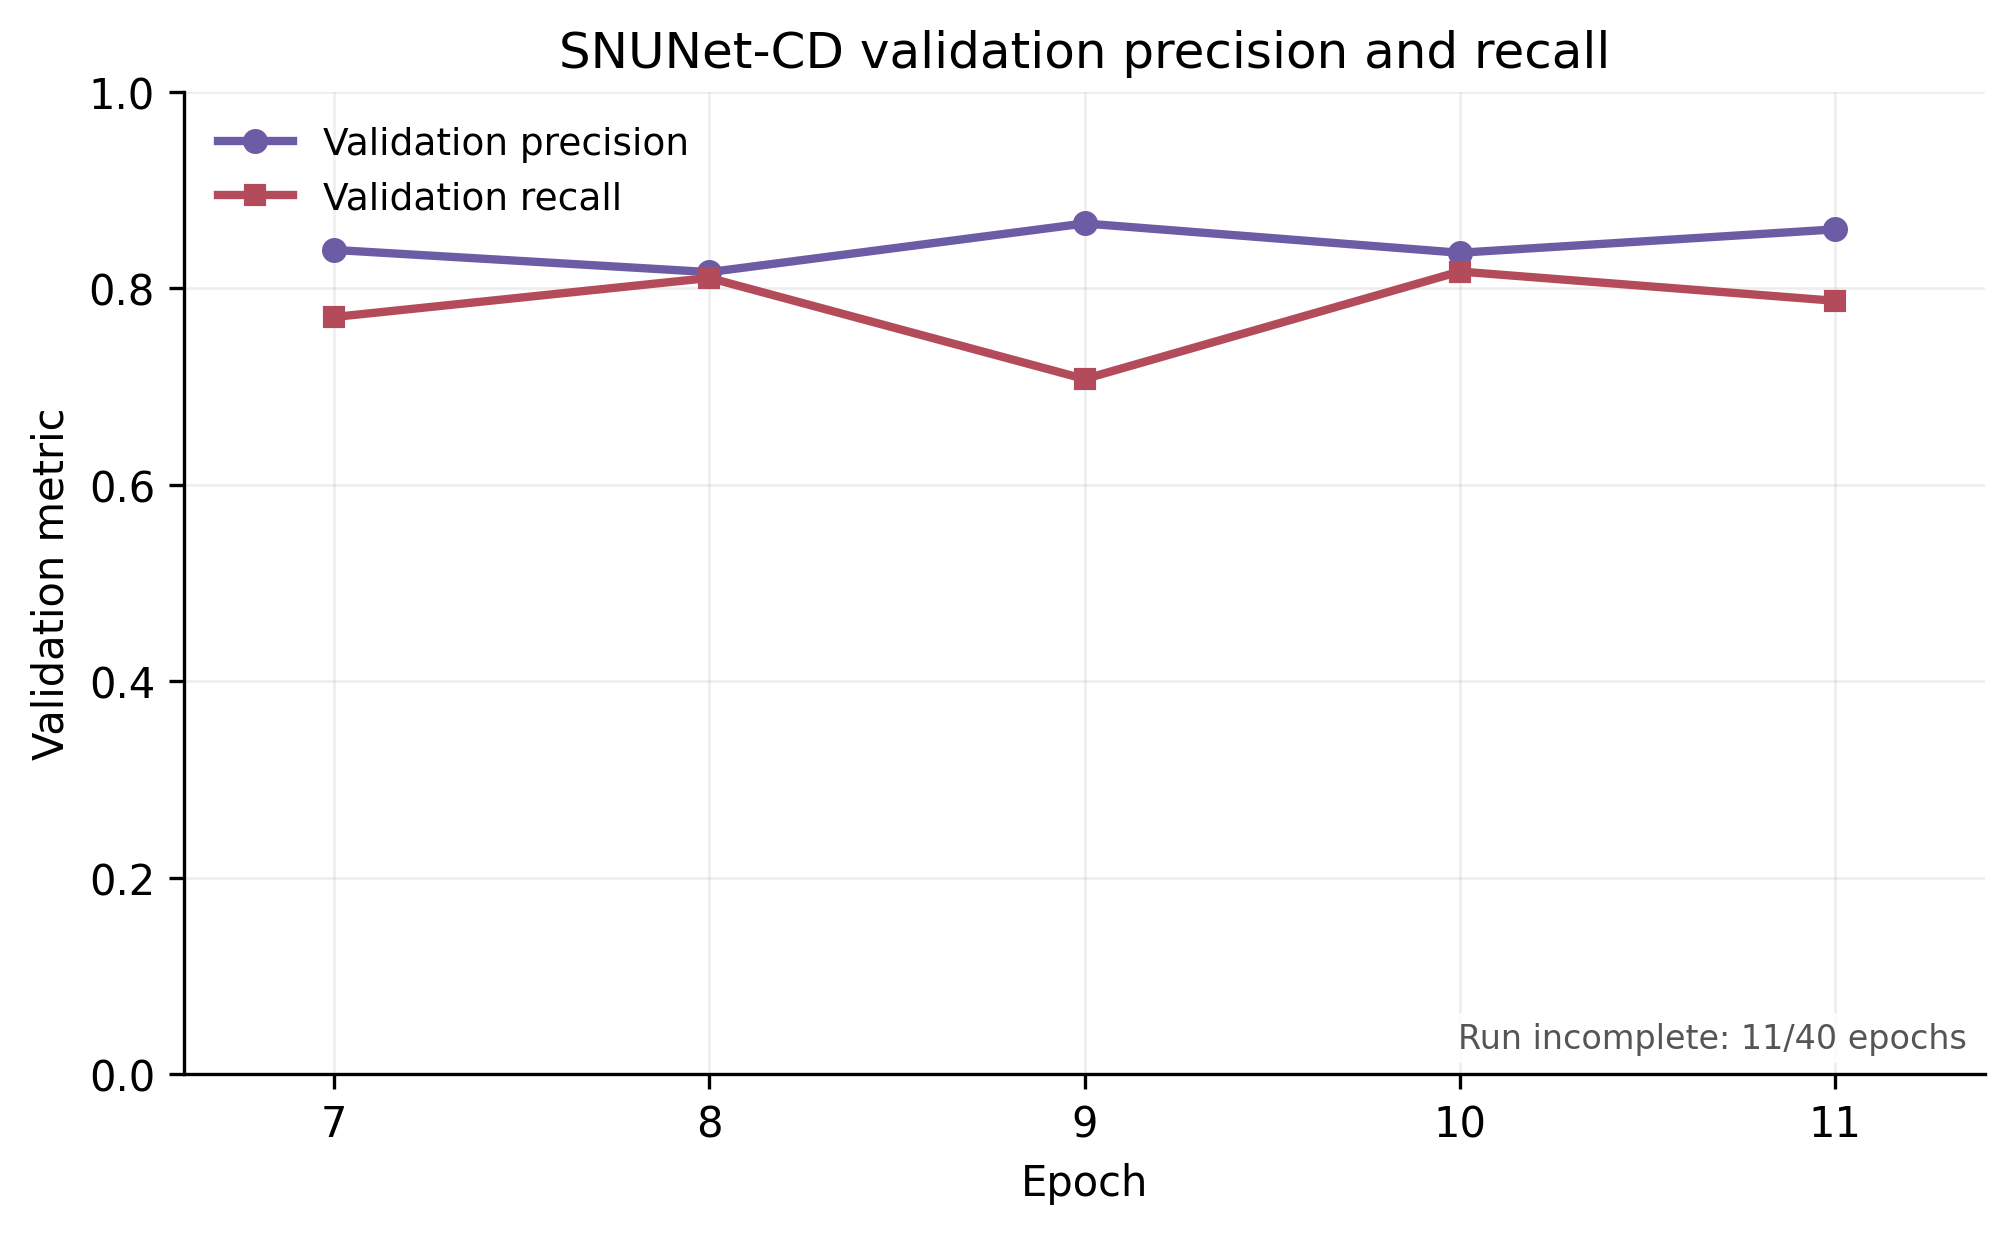 SNUNet-CD validation precision and recall
1.0
0.8
0.6
0.4
0.2
0.0
Validation metric
Validation precision
Validation recall
Run incomplete: 11/40 epochs
7
8
9
10
11
Epoch